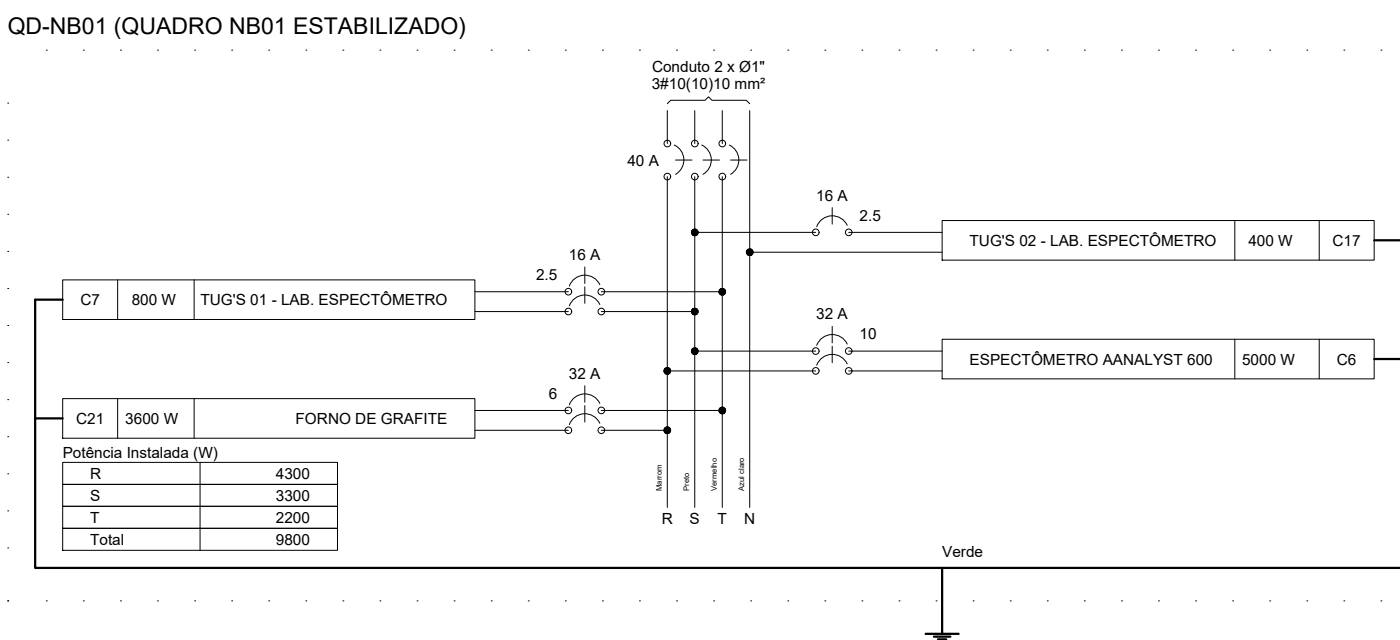 QD-NB01 (QUADRO NB01 ESTABILIZADO)
Conduto 2 x Ø1"
3#10(10)10 mm²
40 A
16 A
2.5
TUG'S 02 - LAB. ESPECTÔMETRO 400 W C17
16 A
2.5
C7 800 W TUG'S 01 - LAB. ESPECTÔMETRO
32 A
10
ESPECTÔMETRO AANALYST 600 5000 W C6
32 A
6
C21 3600 W FORNO DE GRAFITE
Potência Instalada (W)
R 4300
S 3300
T 2200
Total 9800
Marrom
Preto
Vermelho
Azul claro
R S T N
Verde